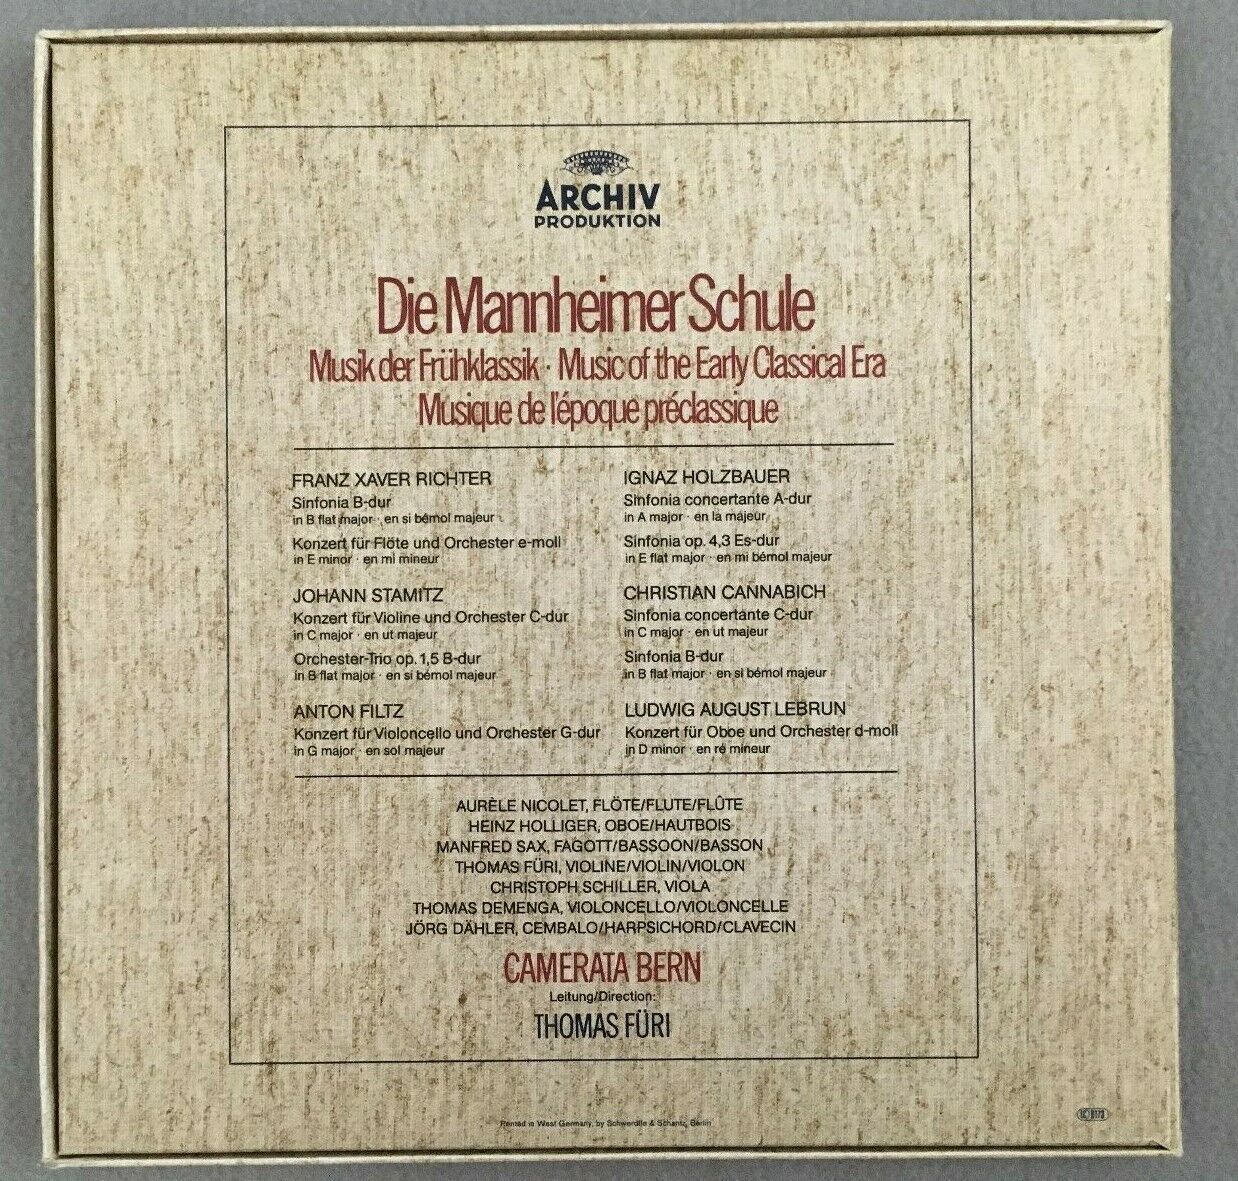 ARCHIV
PRODUKTION
Die Mannheimer Schule
Musik der Frühklassik · Music of the Early Classical Era
Musique de l'époque préclassique
FRANZ XAVER RICHTER
Sinfonia B-dur
in B flat major · en si bémol majeur
Konzert für Flöte und Orchester e-moll
in E minor · en mi mineur
JOHANN STAMITZ
Konzert für Violine und Orchester C-dur
in C major · en ut majeur
Orchester-Trio op. 1,5 B-dur
in B flat major · en si bémol majeur
ANTON FILTZ
Konzert für Violoncello und Orchester G-dur
in G major · en sol majeur
IGNAZ HOLZBAUER
Sinfonia concertante A-dur
in A major · en la majeur
Sinfonia op. 4,3 Es-dur
in E flat major · en mi bémol majeur
CHRISTIAN CANNABICH
Sinfonia concertante C-dur
in C major · en ut majeur
Sinfonia B-dur
in B flat major · en si bémol majeur
LUDWIG AUGUST LEBRUN
Konzert für Oboe und Orchester d-moll
in D minor · en ré mineur
AURÈLE NICOLET, FLÖTE/FLUTE/FLÛTE
HEINZ HOLLIGER, OBOE/HAUTBOIS
MANFRED SAX, FAGOTT/BASSOON/BASSON
THOMAS FÜRI, VIOLINE/VIOLIN/VIOLON
CHRISTOPH SCHILLER, VIOLA
THOMAS DEMENGA, VIOLONCELLO/VIOLONCELLE
JÖRG DÄHLER, CEMBALO/HARPSICHORD/CLAVECIN
CAMERATA BERN
Leitung/Direction:
THOMAS FÜRI
Printed in West Germany, by Schwerdtle & Schantz, Berlin